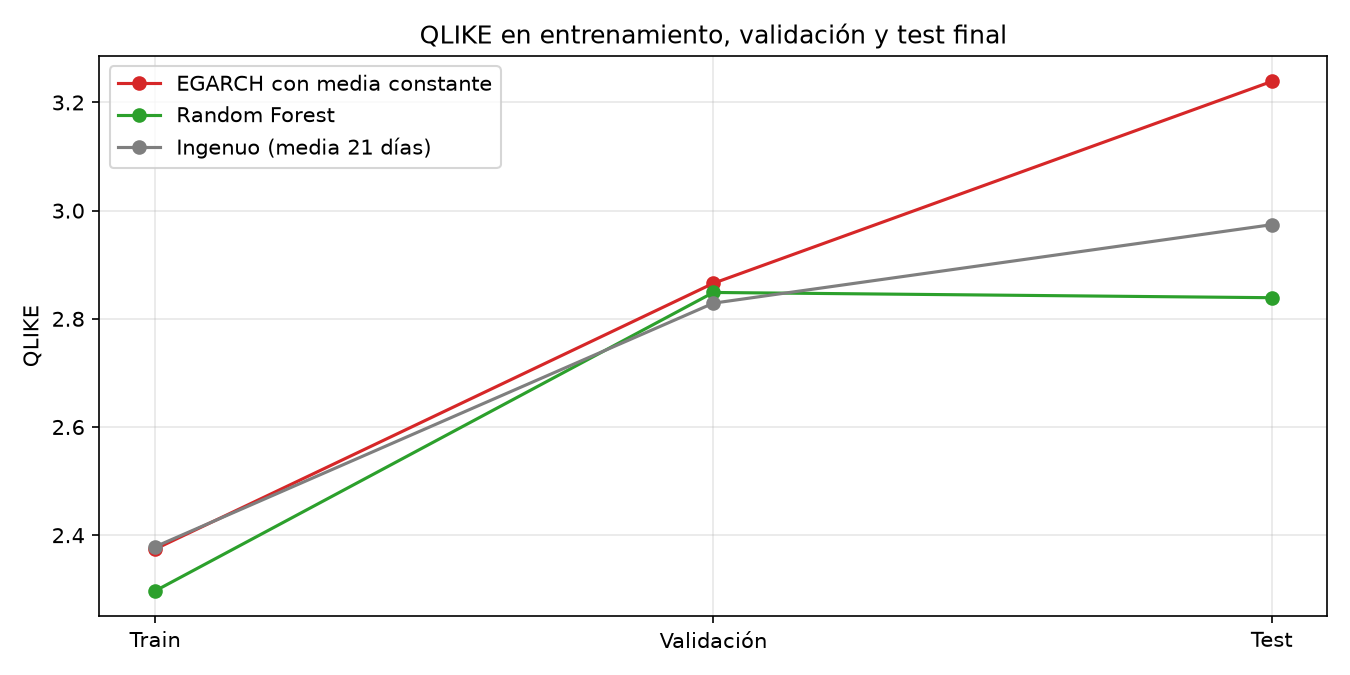 QLIKE en entrenamiento, validación y test final
EGARCH con media constante
Random Forest
Ingenuo (media 21 días)
QLIKE
3.2
3.0
2.8
2.6
2.4
Train
Validación
Test